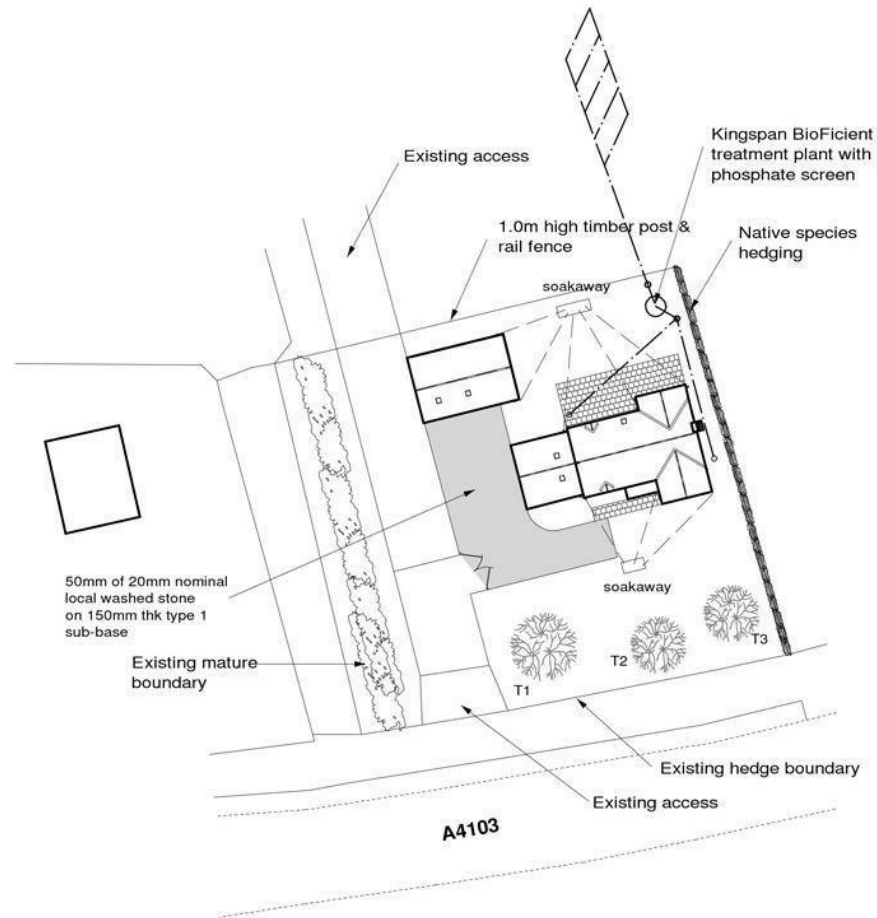 Kingspan BioFicient
treatment plant with
phosphate screen
Existing access
1.0m high timber post &
rail fence
Native species
hedging
soakaway
50mm of 20mm nominal
local washed stone
on 150mm thk type 1
sub-base
soakaway
Existing mature
boundary
T1
T2
T3
Existing hedge boundary
Existing access
A4103